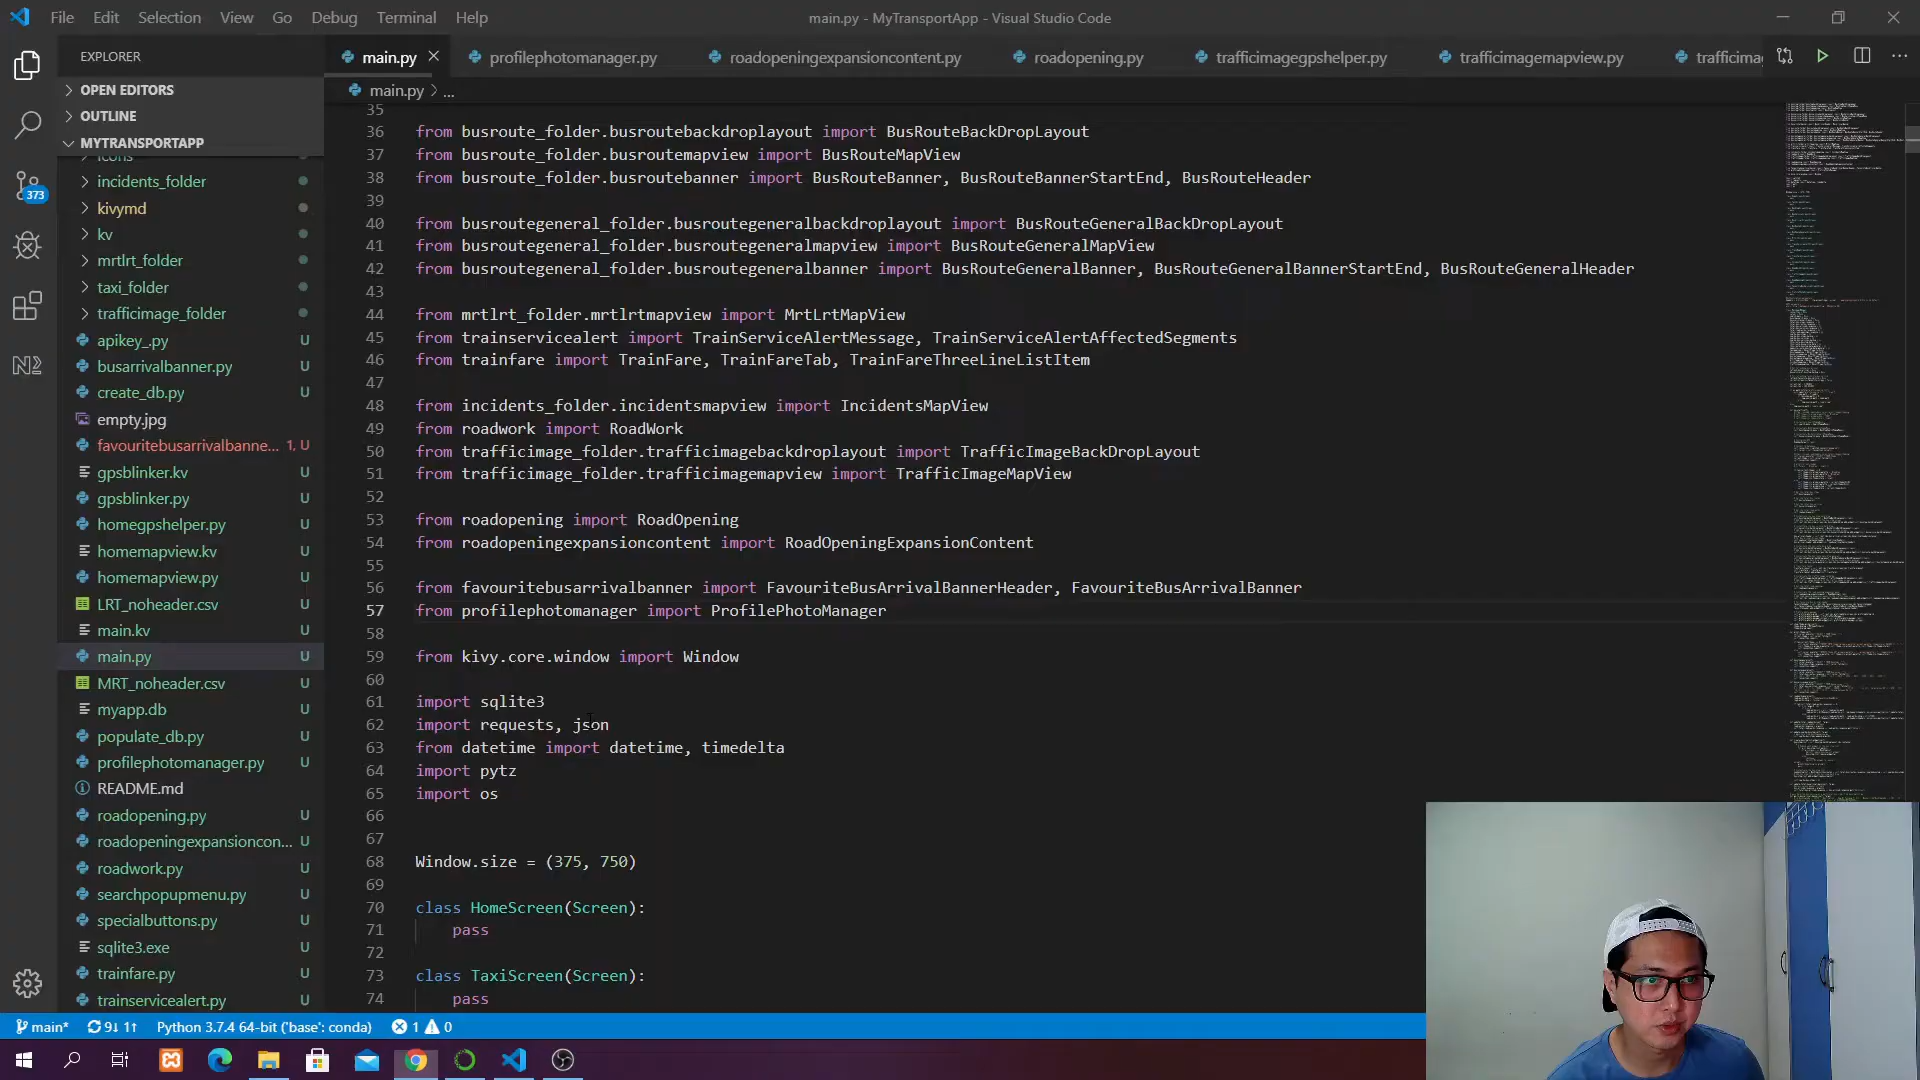 File Edit Selection View Go Debug Terminal Help
main.py - MyTransportApp - Visual Studio Code
EXPLORER
main.py
profilephotomanager.py
roadopeningexpansioncontent.py
roadopening.py
trafficimagegpshelper.py
trafficimagemapview.py
trafficima
OPEN EDITORS
OUTLINE
MYTRANSPORTAPP
icons
incidents_folder
kivymd
kv
mrtlrt_folder
taxi_folder
trafficimage_folder
apikey_.py U
busarrivalbanner.py U
create_db.py U
empty.jpg
favouritebusarrivalbanne... 1, U
gpsblinker.kv U
gpsblinker.py U
homegpshelper.py U
homemapview.kv U
homemapview.py U
LRT_noheader.csv U
main.kv U
main.py U
MRT_noheader.csv U
myapp.db U
populate_db.py U
profilephotomanager.py U
README.md
roadopening.py U
roadopeningexpansioncon... U
roadwork.py U
searchpopupmenu.py U
specialbuttons.py U
sqlite3.exe U
trainfare.py U
trainservicealert.py U
373
main.py > ...
35
36 from busroute_folder.busroutebackdroplayout import BusRouteBackDropLayout
37 from busroute_folder.busroutemapview import BusRouteMapView
38 from busroute_folder.busroutebanner import BusRouteBanner, BusRouteBannerStartEnd, BusRouteHeader
39
40 from busroutegeneral_folder.busroutegeneralbackdroplayout import BusRouteGeneralBackDropLayout
41 from busroutegeneral_folder.busroutegeneralmapview import BusRouteGeneralMapView
42 from busroutegeneral_folder.busroutegeneralbanner import BusRouteGeneralBanner, BusRouteGeneralBannerStartEnd, BusRouteGeneralHeader
43
44 from mrtlrt_folder.mrtlrtmapview import MrtLrtMapView
45 from trainservicealert import TrainServiceAlertMessage, TrainServiceAlertAffectedSegments
46 from trainfare import TrainFare, TrainFareTab, TrainFareThreeLineListItem
47
48 from incidents_folder.incidentsmapview import IncidentsMapView
49 from roadwork import RoadWork
50 from trafficimage_folder.trafficimagebackdroplayout import TrafficImageBackDropLayout
51 from trafficimage_folder.trafficimagemapview import TrafficImageMapView
52
53 from roadopening import RoadOpening
54 from roadopeningexpansioncontent import RoadOpeningExpansionContent
55
56 from favouritebusarrivalbanner import FavouriteBusArrivalBannerHeader, FavouriteBusArrivalBanner
57 from profilephotomanager import ProfilePhotoManager
58
59 from kivy.core.window import Window
60
61 import sqlite3
62 import requests, json
63 from datetime import datetime, timedelta
64 import pytz
65 import os
66
67
68 Window.size = (375, 750)
69
70 class HomeScreen(Screen):
71 pass
72
73 class TaxiScreen(Screen):
74 pass
main* 9↓ 1↑ Python 3.7.4 64-bit ('base': conda) 1 0